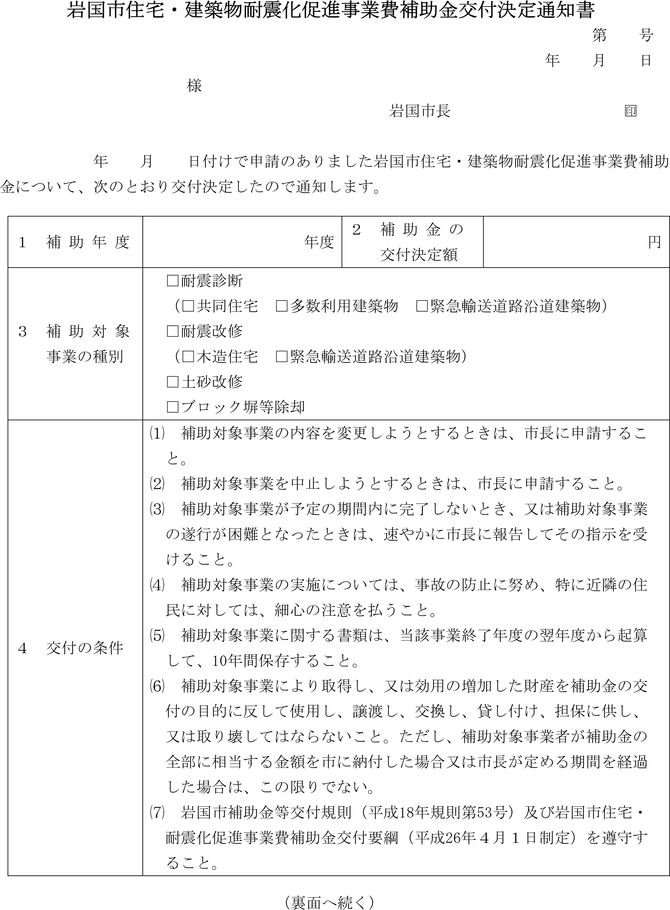 岩国市住宅・建築物耐震化促進事業費補助金交付決定通知書
第　　号
年　　月　　日
様
岩国市長　　　　　　　　　　　㊞
年　　月　　日付けで申請のありました岩国市住宅・建築物耐震化促進事業費補助
金について、次のとおり交付決定したので通知します。
１　補助年度
年度
２　補助金の
交付決定額
円
３　補助対象
事業の種別
□耐震診断
（□共同住宅　□多数利用建築物　□緊急輸送道路沿道建築物）
□耐震改修
（□木造住宅　□緊急輸送道路沿道建築物）
□土砂改修
□ブロック塀等除却
４　交付の条件
⑴　補助対象事業の内容を変更しようとするときは、市長に申請するこ
と。
⑵　補助対象事業を中止しようとするときは、市長に申請すること。
⑶　補助対象事業が予定の期間内に完了しないとき、又は補助対象事業
の遂行が困難となったときは、速やかに市長に報告してその指示を受
けること。
⑷　補助対象事業の実施については、事故の防止に努め、特に近隣の住
民に対しては、細心の注意を払うこと。
⑸　補助対象事業に関する書類は、当該事業終了年度の翌年度から起算
して、10年間保存すること。
⑹　補助対象事業により取得し、又は効用の増加した財産を補助金の交
付の目的に反して使用し、譲渡し、交換し、貸し付け、担保に供し、
又は取り壊してはならないこと。ただし、補助対象事業者が補助金の
全部に相当する金額を市に納付した場合又は市長が定める期間を経過
した場合は、この限りでない。
⑺　岩国市補助金等交付規則（平成18年規則第53号）及び岩国市住宅・
耐震化促進事業費補助金交付要綱（平成26年４月１日制定）を遵守す
ること。
（裏面へ続く）